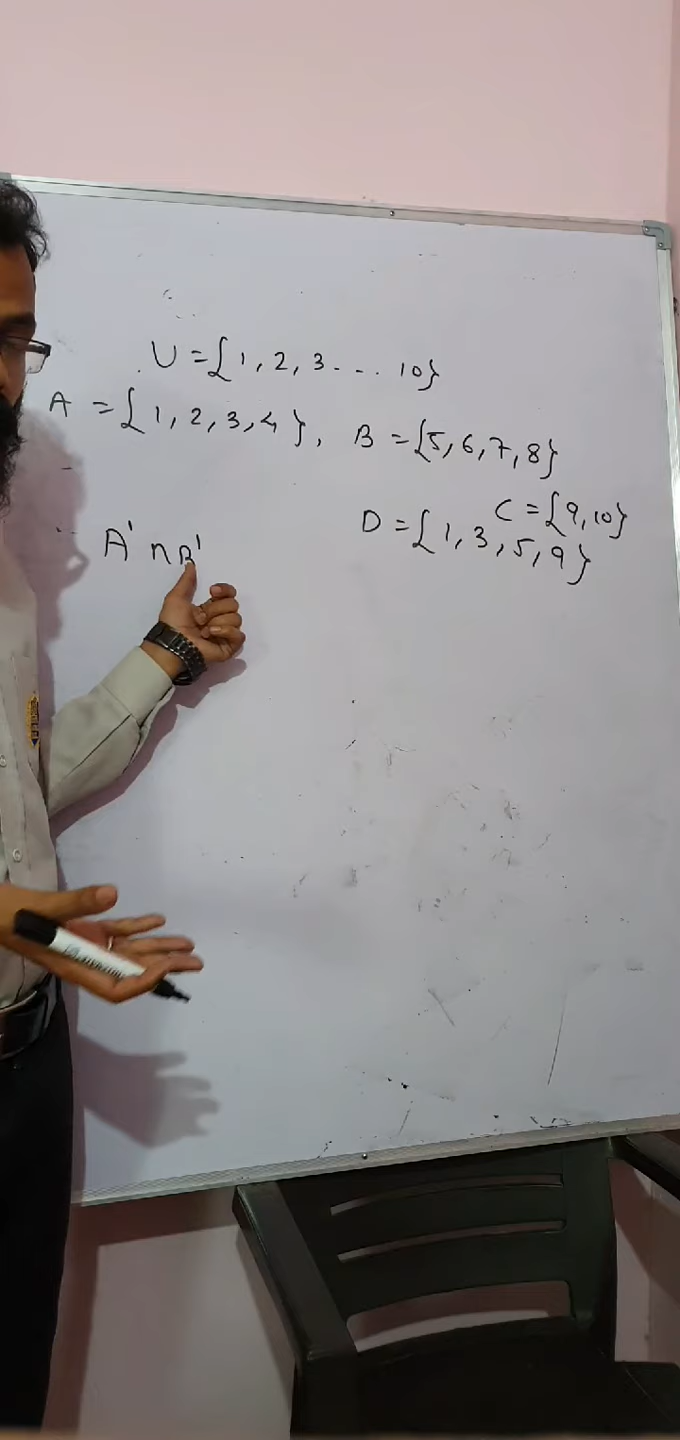 U = {1, 2, 3 - - . . . 10}
A = {1, 2, 3, 4}, B = {5, 6, 7, 8}
C = {9, 10}
D = {1, 3, 5, 9}
A' ∩ B'